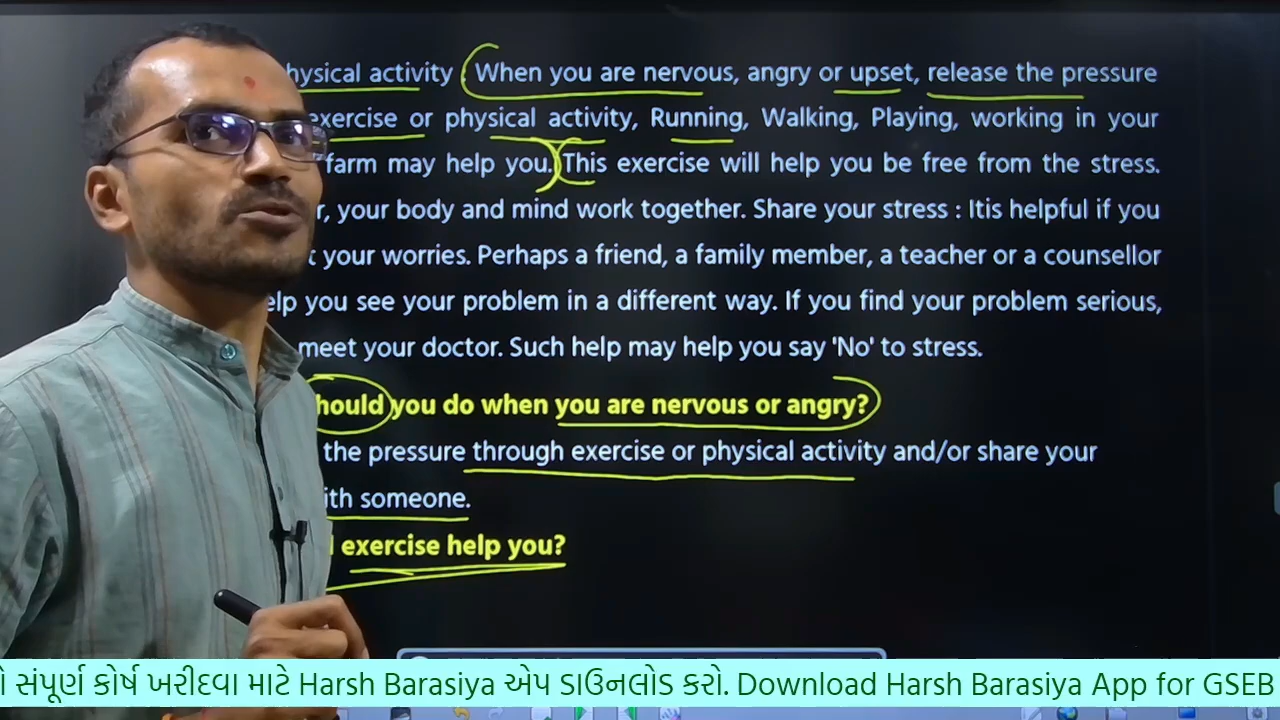 hysical activity : When you are nervous, angry or upset, release the pressure
exercise or physical activity, Running, Walking, Playing, working in your
farm may help you. This exercise will help you be free from the stress.
r, your body and mind work together. Share your stress : Itis helpful if you
t your worries. Perhaps a friend, a family member, a teacher or a counsellor
elp you see your problem in a different way. If you find your problem serious,
meet your doctor. Such help may help you say 'No' to stress.
hould you do when you are nervous or angry?
the pressure through exercise or physical activity and/or share your
ith someone.
exercise help you?
સંપૂર્ણ કોર્ષ ખરીદવા માટે Harsh Barasiya એપ ડાઉનલોડ કરો. Download Harsh Barasiya App for GSEB